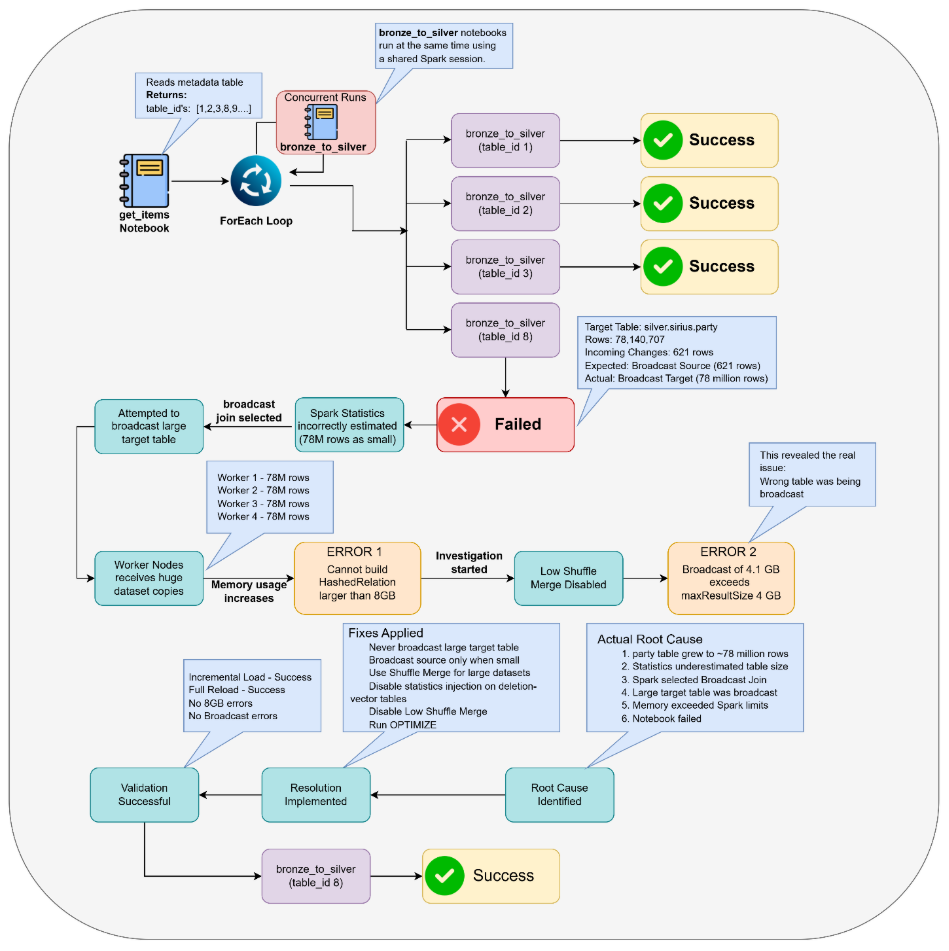 bronze_to_silver notebooks
run at the same time using
a shared Spark session.
Reads metadata table
Returns:
table_id's: [1,2,3,8,9....]
Concurrent Runs
bronze_to_silver
get_items
Notebook
ForEach Loop
bronze_to_silver
(table_id 1)
Success
bronze_to_silver
(table_id 2)
Success
bronze_to_silver
(table_id 3)
Success
bronze_to_silver
(table_id 8)
Target Table: silver.sirius.party
Rows: 78,140,707
Incoming Changes: 621 rows
Expected: Broadcast Source (621 rows)
Actual: Broadcast Target (78 million rows)
Failed
Spark Statistics
incorrectly estimated
(78M rows as small)
broadcast
join selected
Attempted to
broadcast large
target table
Worker 1 - 78M rows
Worker 2 - 78M rows
Worker 3 - 78M rows
Worker 4 - 78M rows
This revealed the real
issue:
Wrong table was being
broadcast
Worker Nodes
receives huge
dataset copies
Memory usage
increases
ERROR 1
Cannot build
HashedRelation
larger than 8GB
Investigation
started
Low Shuffle
Merge Disabled
ERROR 2
Broadcast of 4.1 GB
exceeds
maxResultSize 4 GB
Fixes Applied
Never broadcast large target table
Broadcast source only when small
Use Shuffle Merge for large datasets
Disable statistics injection on deletion-
vector tables
Disable Low Shuffle Merge
Run OPTIMIZE
Actual Root Cause
1. party table grew to ~78 million rows
2. Statistics underestimated table size
3. Spark selected Broadcast Join
4. Large target table was broadcast
5. Memory exceeded Spark limits
6. Notebook failed
Incremental Load - Success
Full Reload - Success
No 8GB errors
No Broadcast errors
Validation
Successful
Resolution
Implemented
Root Cause
Identified
bronze_to_silver
(table_id 8)
Success